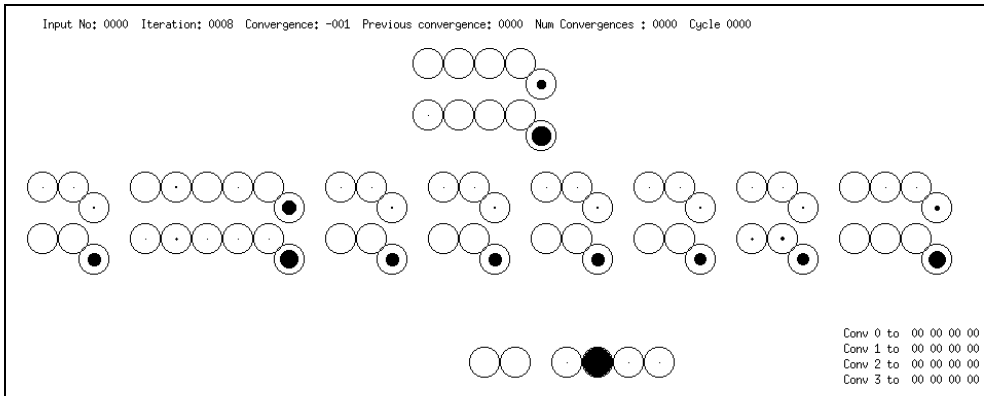 Input No: 0000 Iteration: 0008 Convergence: -001 Previous convergence: 0000 Num Convergences : 0000 Cycle 0000
Conv 0 to 00 00 00 00
Conv 1 to 00 00 00 00
Conv 2 to 00 00 00 00
Conv 3 to 00 00 00 00